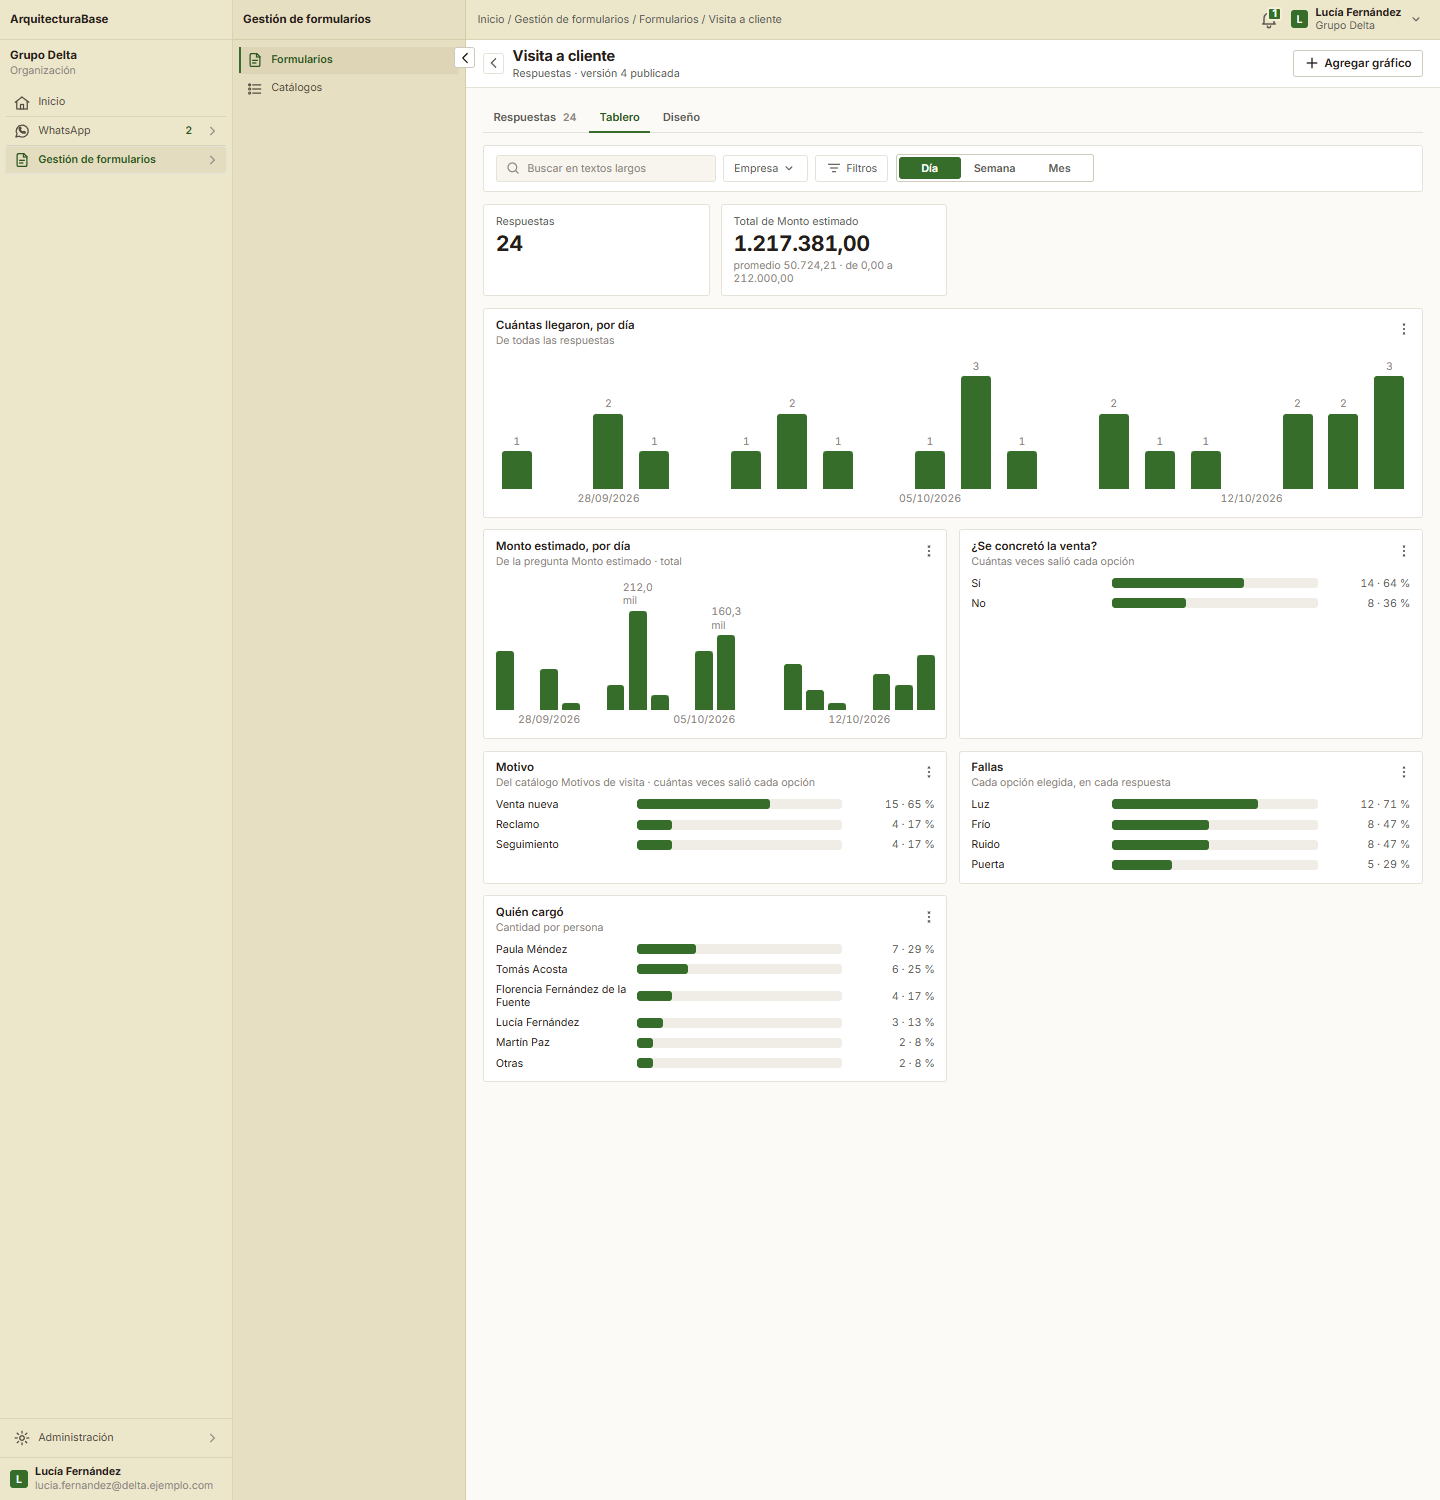 ArquitecturaBase
Grupo Delta
Organización
Inicio
WhatsApp 2
Gestión de formularios
Administración
L Lucía Fernández
lucia.fernandez@delta.ejemplo.com
Gestión de formularios
Formularios
Catálogos
Inicio / Gestión de formularios / Formularios / Visita a cliente
1
L Lucía Fernández
Grupo Delta
Visita a cliente
Respuestas · versión 4 publicada
Agregar gráfico
Respuestas 24 Tablero Diseño
Buscar en textos largos Empresa Filtros Día Semana Mes
Respuestas
24
Total de Monto estimado
1.217.381,00
promedio 50.724,21 · de 0,00 a
212.000,00
Cuántas llegaron, por día
De todas las respuestas
1 2 1 1 2 1 1 3 1 2 1 1 2 2 3
28/09/2026 05/10/2026 12/10/2026
Monto estimado, por día
De la pregunta Monto estimado · total
212,0
mil
160,3
mil
28/09/2026 05/10/2026 12/10/2026
¿Se concretó la venta?
Cuántas veces salió cada opción
Sí 14 · 64 %
No 8 · 36 %
Motivo
Del catálogo Motivos de visita · cuántas veces salió cada opción
Venta nueva 15 · 65 %
Reclamo 4 · 17 %
Seguimiento 4 · 17 %
Fallas
Cada opción elegida, en cada respuesta
Luz 12 · 71 %
Frío 8 · 47 %
Ruido 8 · 47 %
Puerta 5 · 29 %
Quién cargó
Cantidad por persona
Paula Méndez 7 · 29 %
Tomás Acosta 6 · 25 %
Florencia Fernández de la
Fuente 4 · 17 %
Lucía Fernández 3 · 13 %
Martín Paz 2 · 8 %
Otras 2 · 8 %